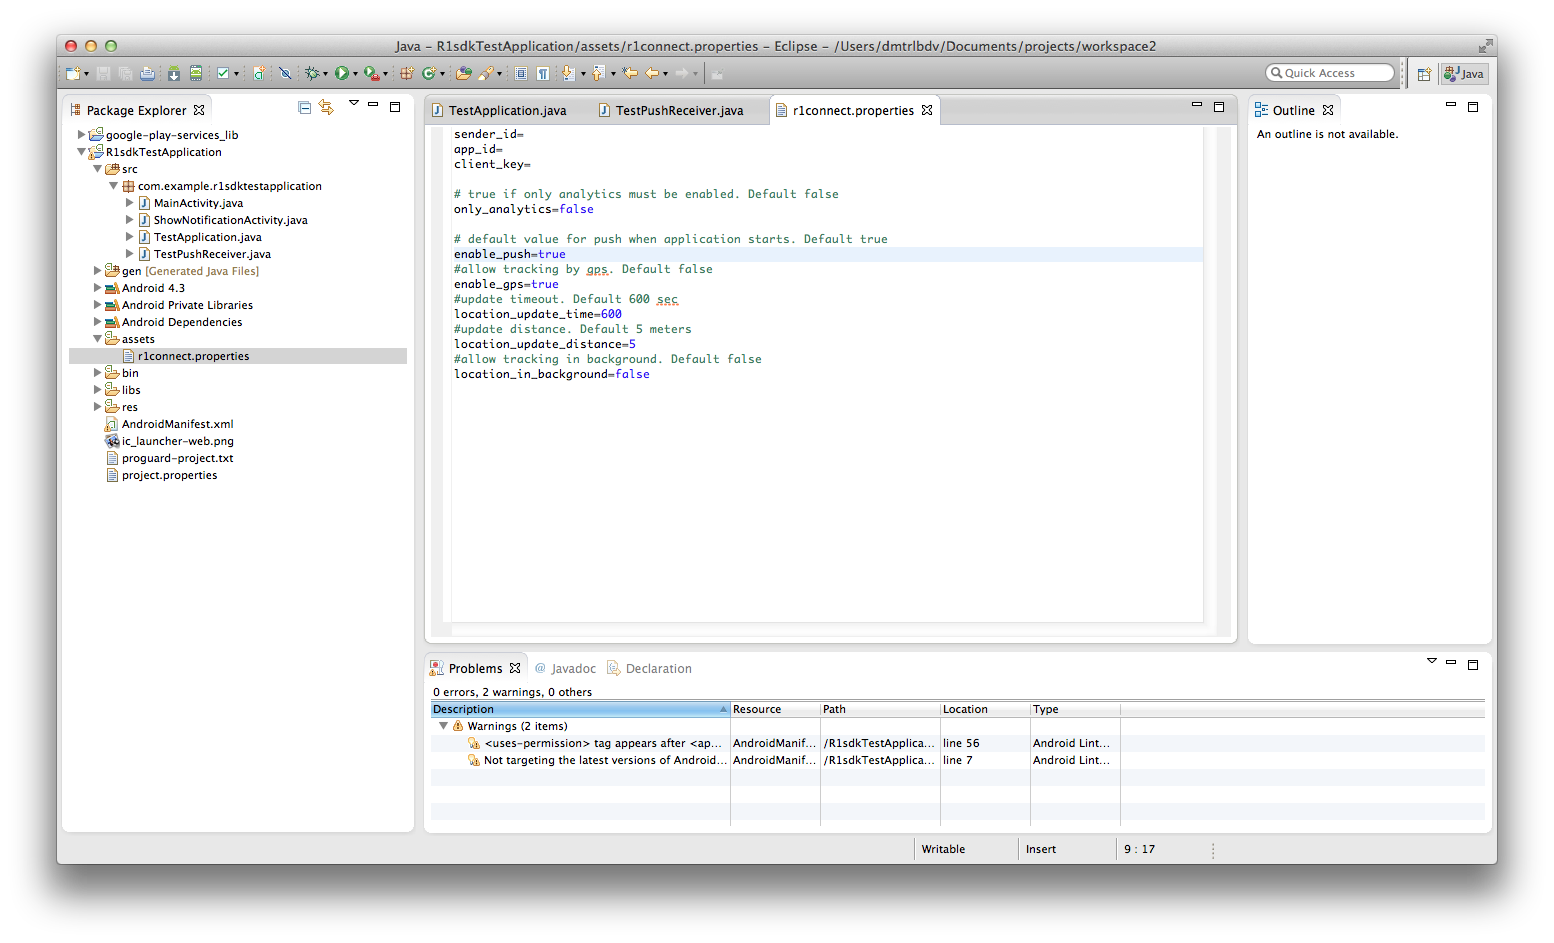 Java – R1sdkTestApplication/assets/r1connect.properties – Eclipse – /Users/dmtrlbdv/Documents/projects/workspace2
Quick Access
Java
Package Explorer
google-play-services_lib
R1sdkTestApplication
src
com.example.r1sdktestapplication
MainActivity.java
ShowNotificationActivity.java
TestApplication.java
TestPushReceiver.java
gen [Generated Java Files]
Android 4.3
Android Private Libraries
Android Dependencies
assets
r1connect.properties
bin
libs
res
AndroidManifest.xml
ic_launcher-web.png
proguard-project.txt
project.properties
TestApplication.java TestPushReceiver.java r1connect.properties
sender_id=
app_id=
client_key=
# true if only analytics must be enabled. Default false
only_analytics=false
# default value for push when application starts. Default true
enable_push=true
#allow tracking by gps. Default false
enable_gps=true
#update timeout. Default 600 sec
location_update_time=600
#update distance. Default 5 meters
location_update_distance=5
#allow tracking in background. Default false
location_in_background=false
Outline
An outline is not available.
Problems @ Javadoc Declaration
0 errors, 2 warnings, 0 others
Description Resource Path Location Type
Warnings (2 items)
<uses-permission> tag appears after <ap... AndroidManif... /R1sdkTestApplica... line 56 Android Lint...
Not targeting the latest versions of Android... AndroidManif... /R1sdkTestApplica... line 7 Android Lint...
Writable Insert 9 : 17